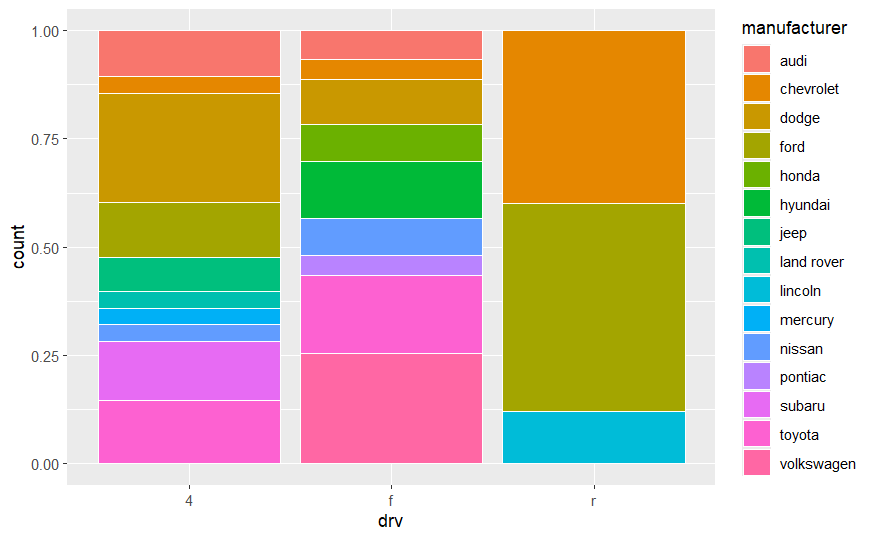 1.00
0.75
0.50
0.25
0.00
count
4 f r
drv
manufacturer
audi
chevrolet
dodge
ford
honda
hyundai
jeep
land rover
lincoln
mercury
nissan
pontiac
subaru
toyota
volkswagen